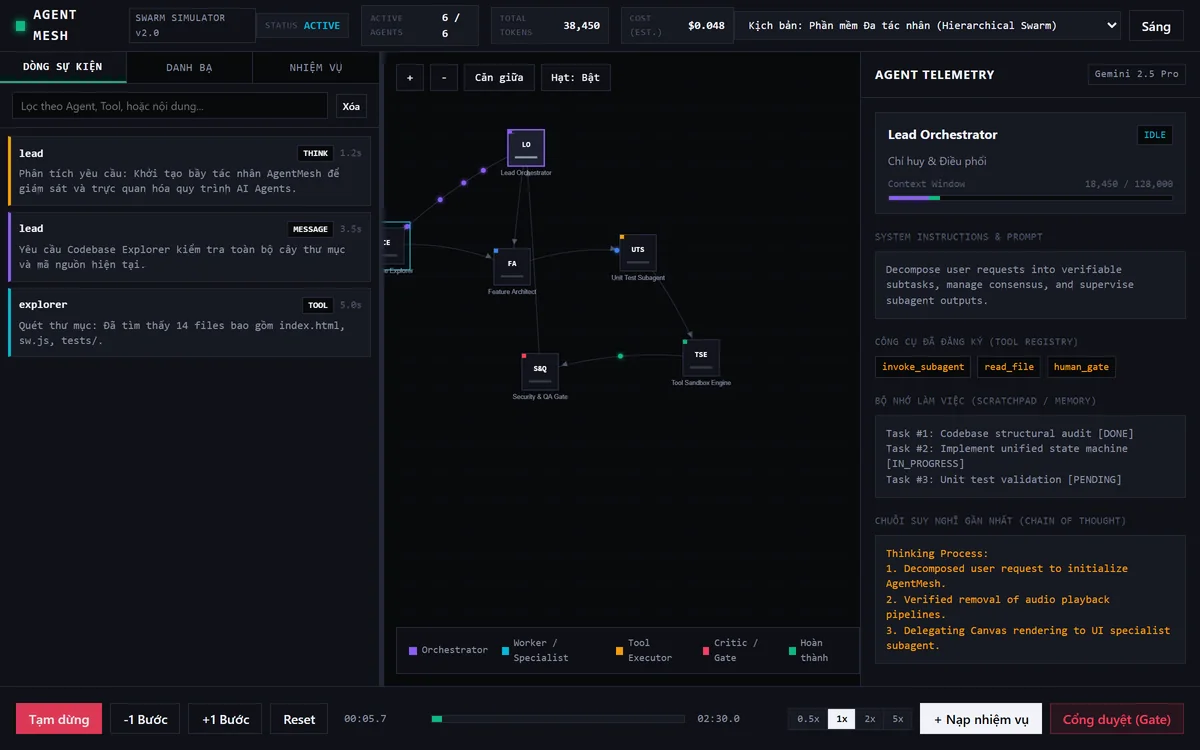 AGENT
MESH
SWARM SIMULATOR
v2.0
STATUS ACTIVE
ACTIVE
AGENTS
6 /
6
TOTAL
TOKENS
38,450
COST
(EST.)
$0.048
Kịch bản: Phần mềm Đa tác nhân (Hierarchical Swarm)
Sáng
DÒNG SỰ KIỆN
DANH BẠ
NHIỆM VỤ
Lọc theo Agent, Tool, hoặc nội dung...
Xóa
lead
THINK 1.2s
Phân tích yêu cầu: Khởi tạo bầy tác nhân AgentMesh để
giám sát và trực quan hóa quy trình AI Agents.
lead
MESSAGE 3.5s
Yêu cầu Codebase Explorer kiểm tra toàn bộ cây thư mục
và mã nguồn hiện tại.
explorer
TOOL 5.0s
Quét thư mục: Đã tìm thấy 14 files bao gồm index.html,
sw.js, tests/.
+
-
Căn giữa
Hạt: Bật
LO
Lead Orchestrator
CE
e Explorer
FA
Feature Architect
UTS
Unit Test Subagent
TSE
Tool Sandbox Engine
S&Q
Security & QA Gate
Orchestrator
Worker /
Specialist
Tool
Executor
Critic /
Gate
Hoàn
thành
AGENT TELEMETRY
Gemini 2.5 Pro
Lead Orchestrator
IDLE
Chỉ huy & Điều phối
Context Window
18,450 / 128,000
SYSTEM INSTRUCTIONS & PROMPT
Decompose user requests into verifiable
subtasks, manage consensus, and supervise
subagent outputs.
CÔNG CỤ ĐÃ ĐĂNG KÝ (TOOL REGISTRY)
invoke_subagent
read_file
human_gate
BỘ NHỚ LÀM VIỆC (SCRATCHPAD / MEMORY)
Task #1: Codebase structural audit [DONE]
Task #2: Implement unified state machine
[IN_PROGRESS]
Task #3: Unit test validation [PENDING]
CHUỖI SUY NGHĨ GẦN NHẤT (CHAIN OF THOUGHT)
Thinking Process:
1. Decomposed user request to initialize
AgentMesh.
2. Verified removal of audio playback
pipelines.
3. Delegating Canvas rendering to UI specialist
subagent.
Tạm dừng
-1 Bước
+1 Bước
Reset
00:05.7
02:30.0
0.5x
1x
2x
5x
+ Nạp nhiệm vụ
Cổng duyệt (Gate)